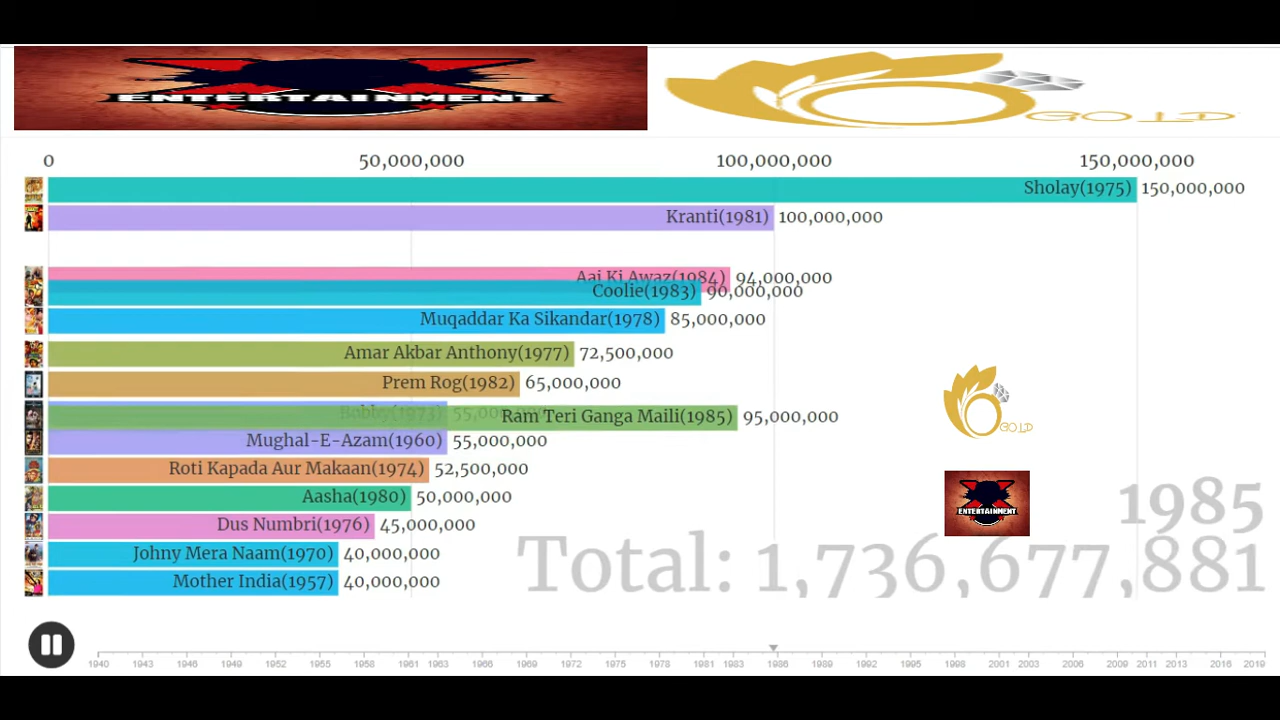 ENTERTAINMENT
GOLD
0 50,000,000 100,000,000 150,000,000
Sholay(1975) 150,000,000
Kranti(1981) 100,000,000
Aaj Ki Awaz(1984) 94,000,000
Coolie(1983) 90,000,000
Muqaddar Ka Sikandar(1978) 85,000,000
Amar Akbar Anthony(1977) 72,500,000
Prem Rog(1982) 65,000,000
Bobby(1973) 55,000,000
Ram Teri Ganga Maili(1985) 95,000,000
Mughal-E-Azam(1960) 55,000,000
Roti Kapada Aur Makaan(1974) 52,500,000
Aasha(1980) 50,000,000
Dus Numbri(1976) 45,000,000
Johny Mera Naam(1970) 40,000,000
Mother India(1957) 40,000,000
GOLD
ENTERTAINMENT
1985
Total: 1,736,677,881
1940 1943 1946 1949 1952 1955 1958 1961 1963 1966 1969 1972 1975 1978 1981 1983 1986 1989 1992 1995 1998 2001 2003 2006 2009 2011 2013 2016 2019